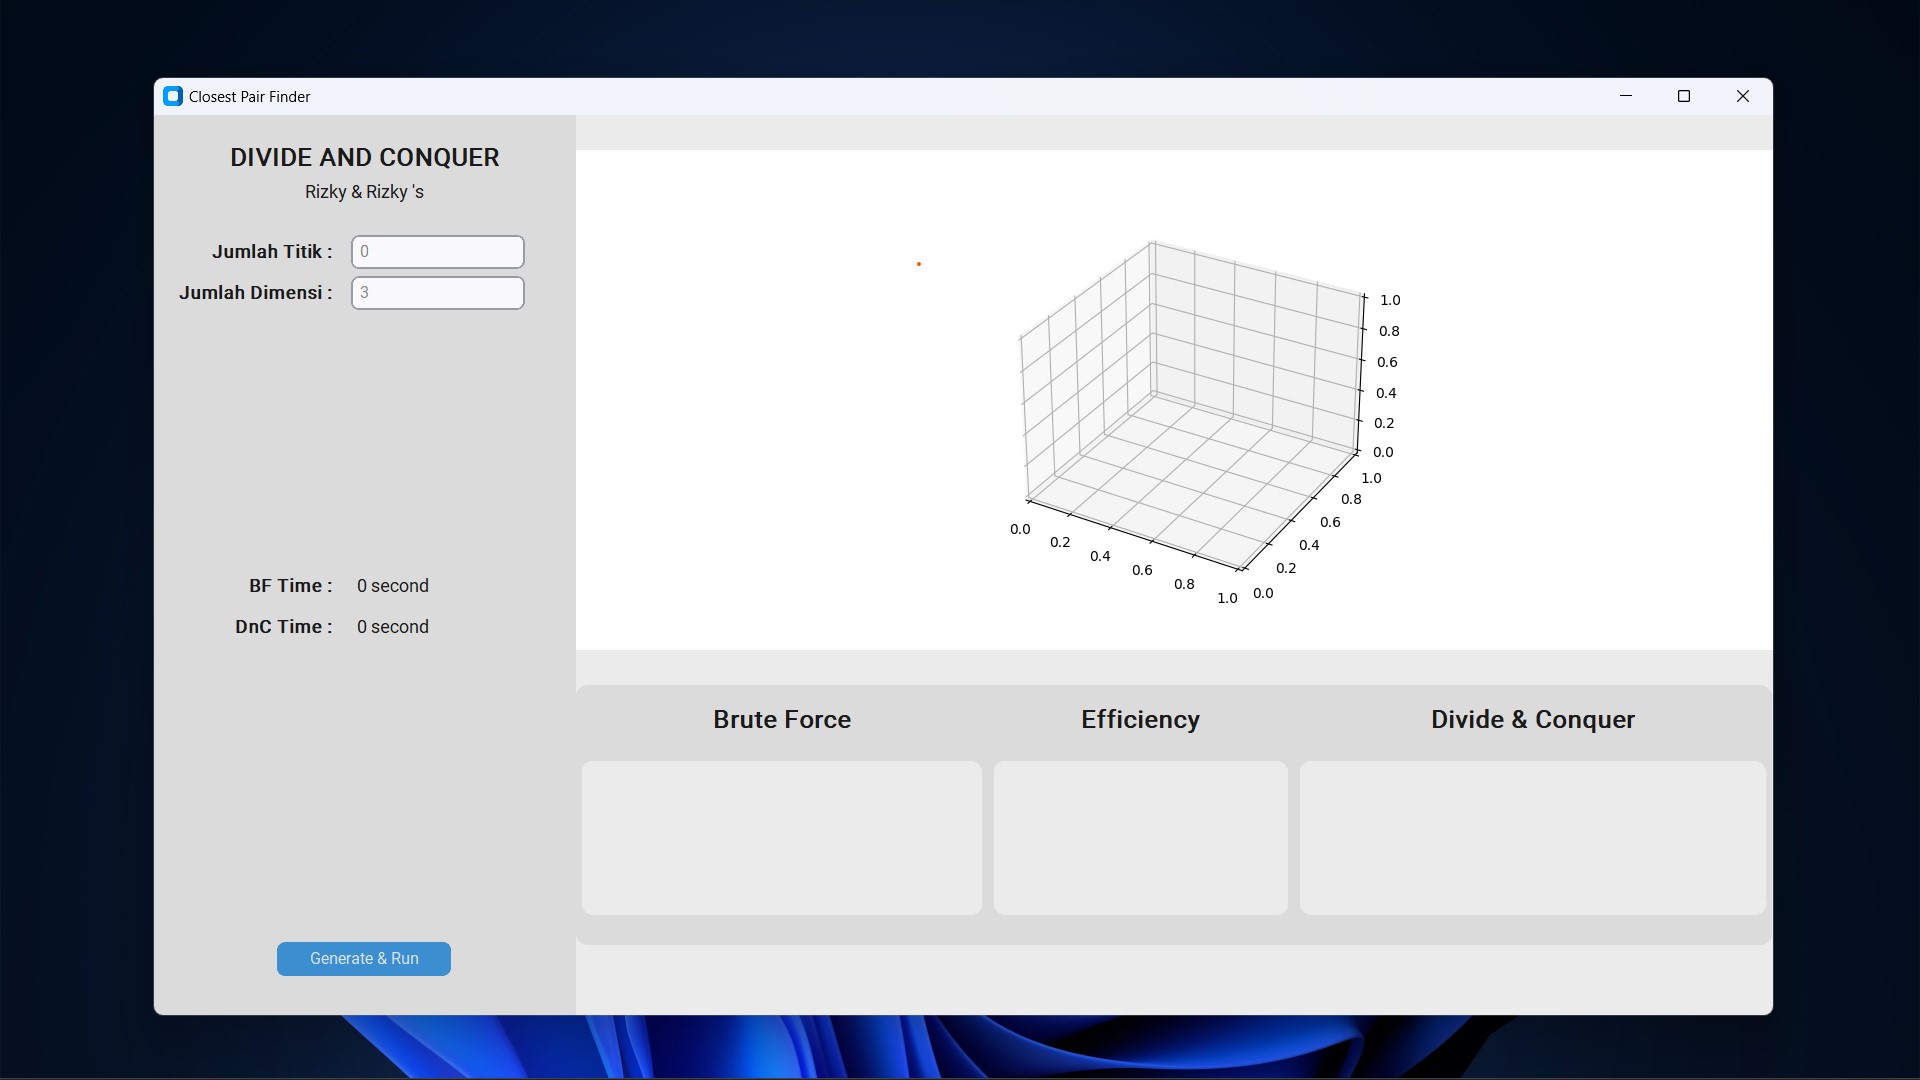 Closest Pair Finder
DIVIDE AND CONQUER
Rizky & Rizky 's
Jumlah Titik : 0
Jumlah Dimensi : 3
BF Time : 0 second
DnC Time : 0 second
Generate & Run
1.0
0.8
0.6
0.4
0.2
0.0
1.0
0.8
0.6
0.4
0.2
0.0
0.0
0.2
0.4
0.6
0.8
1.0
Brute Force
Efficiency
Divide & Conquer